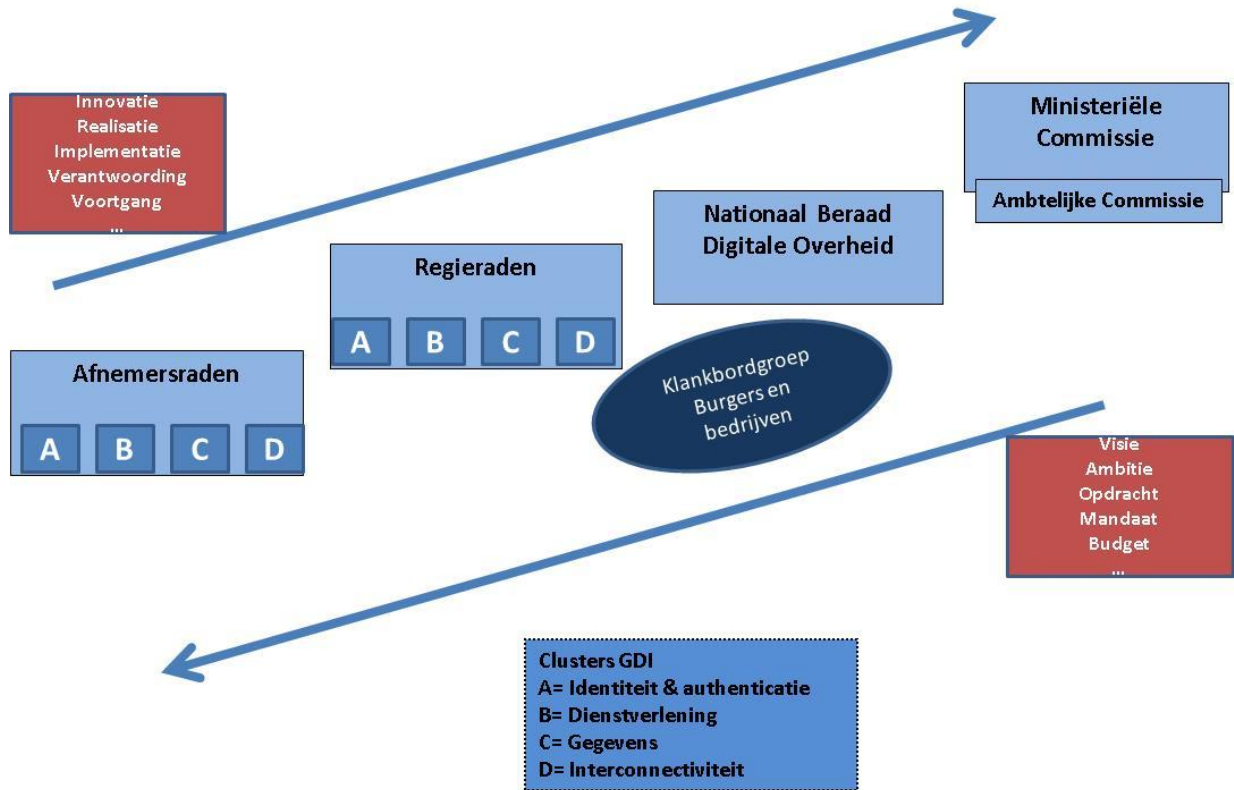 Innovatie
Realisatie
Implementatie
Verantwoording
Voortgang
...
Ministeriële
Commissie
Ambtelijke Commissie
Nationaal Beraad
Digitale Overheid
Regieraden
A B C D
Afnemersraden
A B C D
Klankbordgroep
Burgers en
bedrijven
Visie
Ambitie
Opdracht
Mandaat
Budget
...
Clusters GDI
A= Identiteit & authenticatie
B= Dienstverlening
C= Gegevens
D= Interconnectiviteit